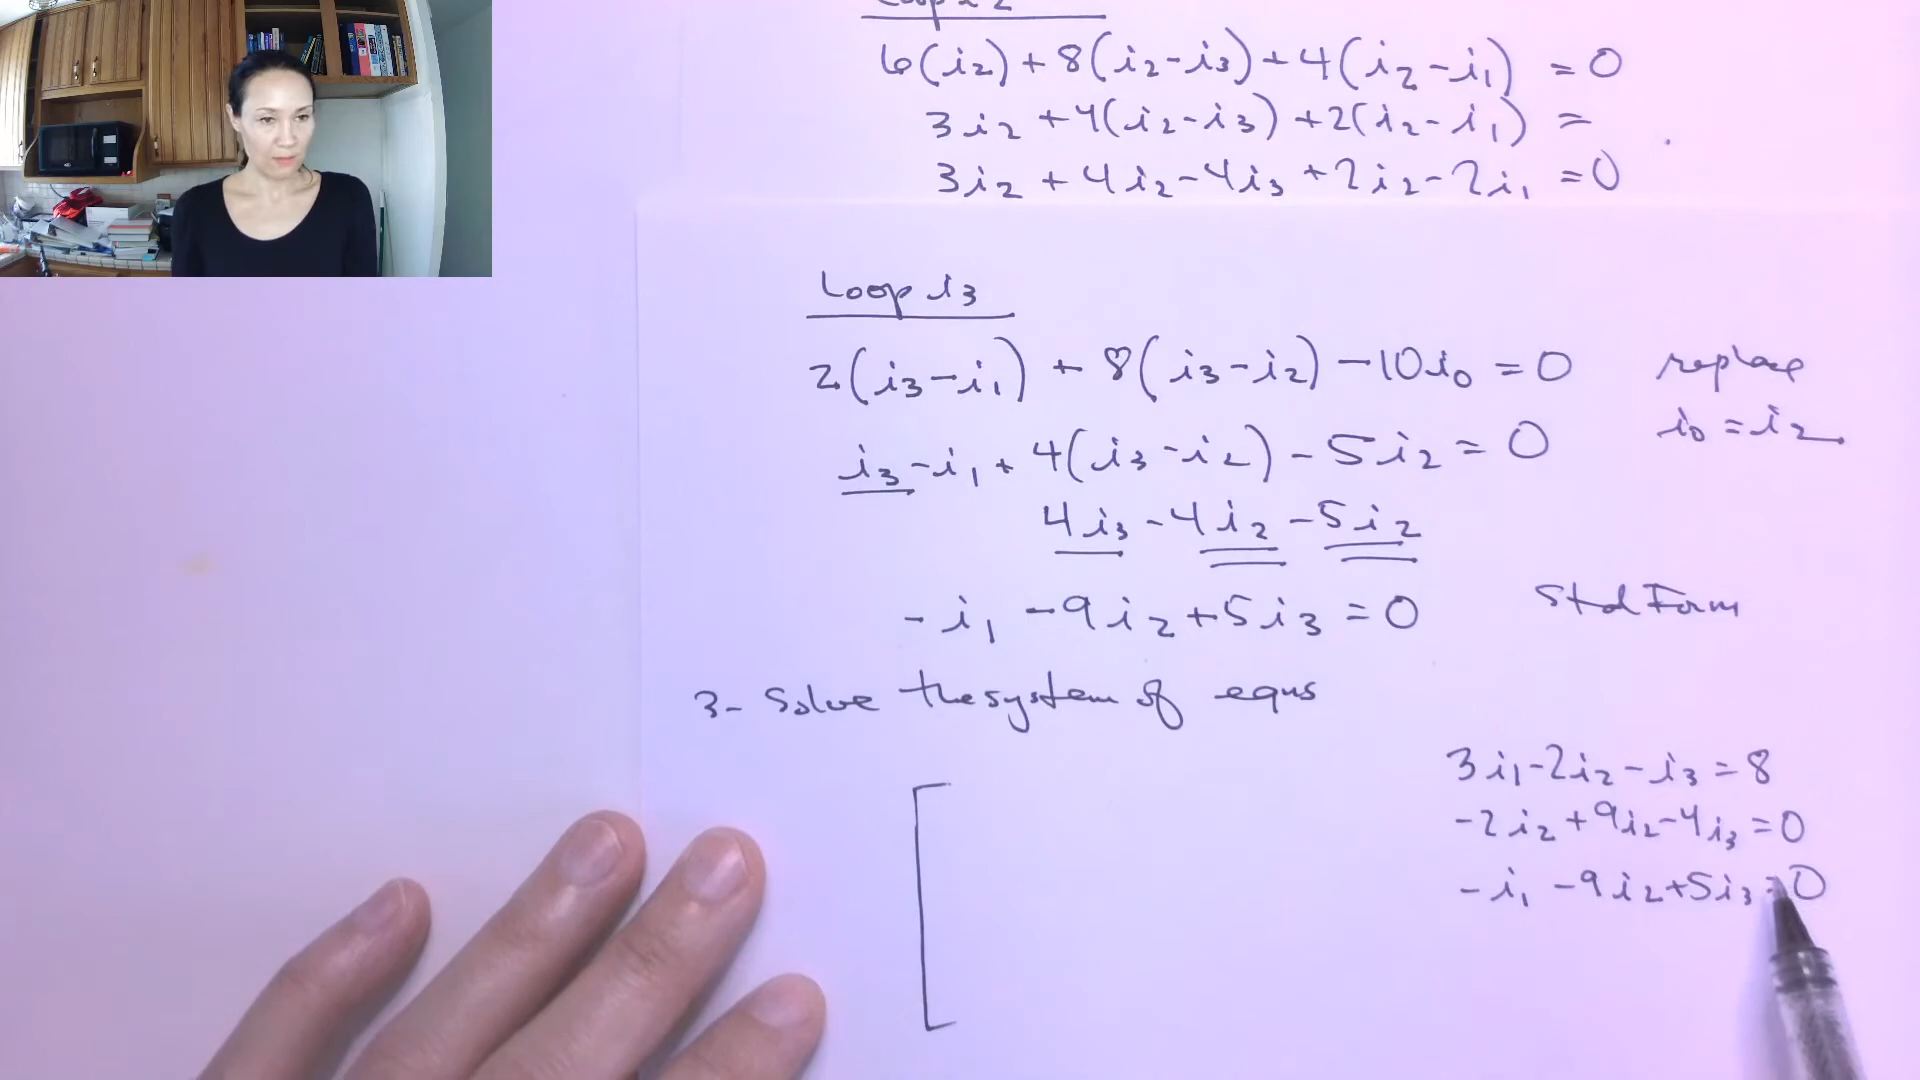 6(i2) + 8(i2-i3) + 4(i2-i1) = 0
3i2 + 4(i2-i3) + 2(i2-i1) =
3i2 + 4i2 - 4i3 + 2i2 - 2i1 = 0
Loop i3
2(i3-i1) + 8(i3-i2) - 10i0 = 0 replace
i0 = i2
i3 - i1 + 4(i3-i2) - 5i2 = 0
4i3 - 4i2 - 5i2
-i1 - 9i2 + 5i3 = 0 Std Form
3- Solve the system of equs
3i1 - 2i2 - i3 = 8
-2i2 + 9i2 - 4i3 = 0
-i1 - 9i2 + 5i3 = 0